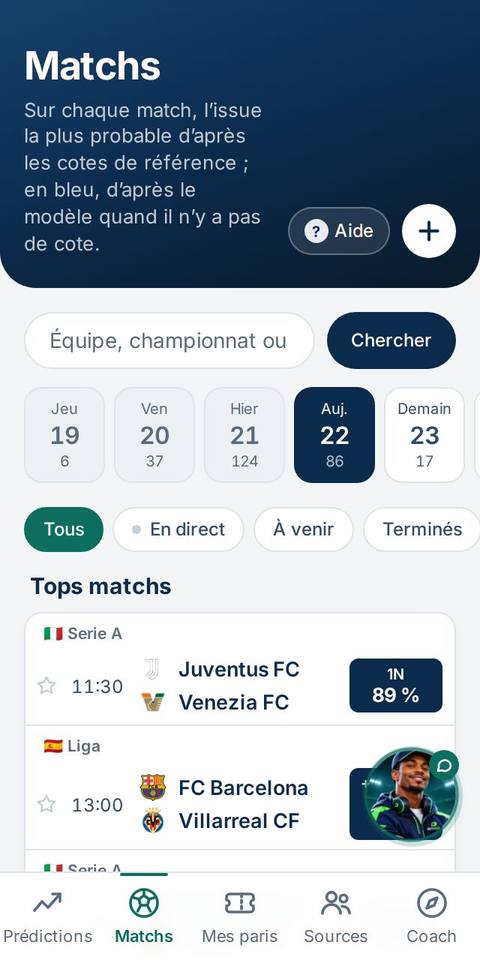 Matchs
Sur chaque match, l’issue
la plus probable d’après
les cotes de référence ;
en bleu, d’après le
modèle quand il n’y a pas
de cote.
? Aide
Équipe, championnat ou
Chercher
Jeu
19
6
Ven
20
37
Hier
21
124
Auj.
22
86
Demain
23
17
Tous
En direct
À venir
Terminés
Tops matchs
Serie A
11:30
Juventus FC
Venezia FC
1N
89 %
Liga
13:00
FC Barcelona
Villarreal CF
Serie A
Prédictions
Matchs
Mes paris
Sources
Coach